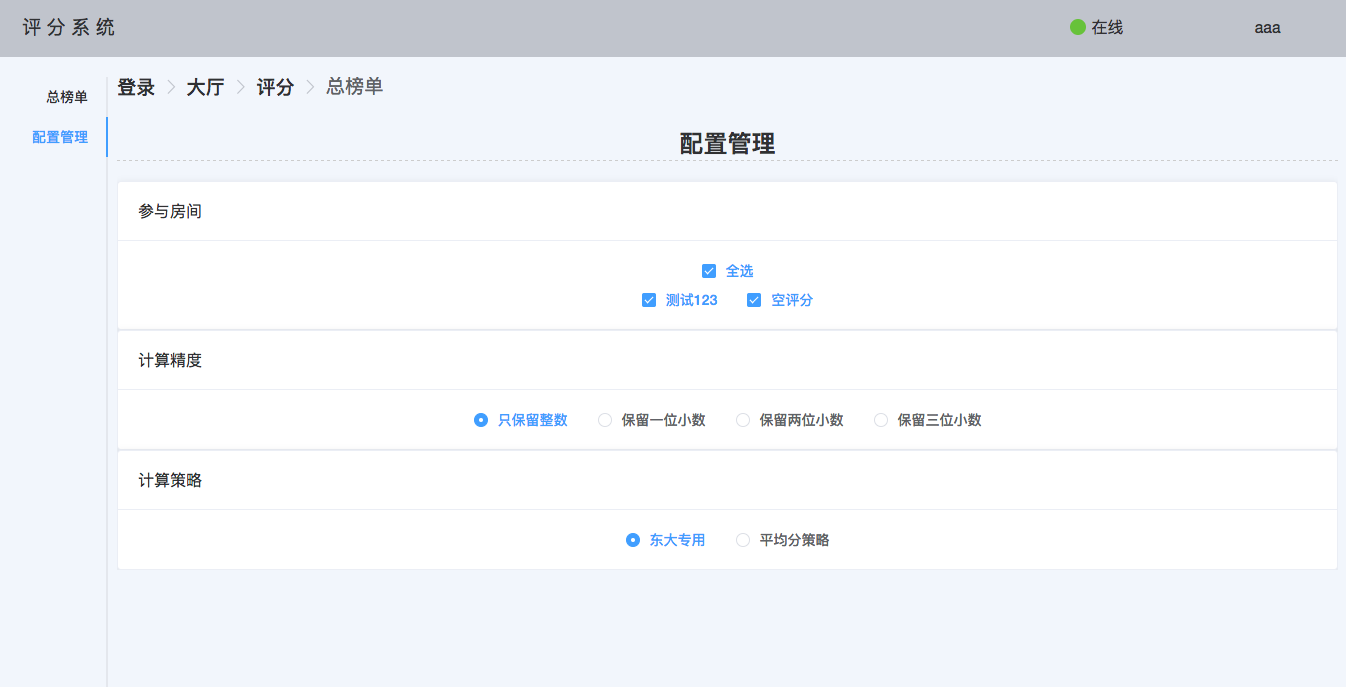 评分系统 在线 aaa
总榜单
配置管理
登录 大厅 评分 总榜单
配置管理
参与房间
全选
测试123 空评分
计算精度
只保留整数 保留一位小数 保留两位小数 保留三位小数
计算策略
东大专用 平均分策略